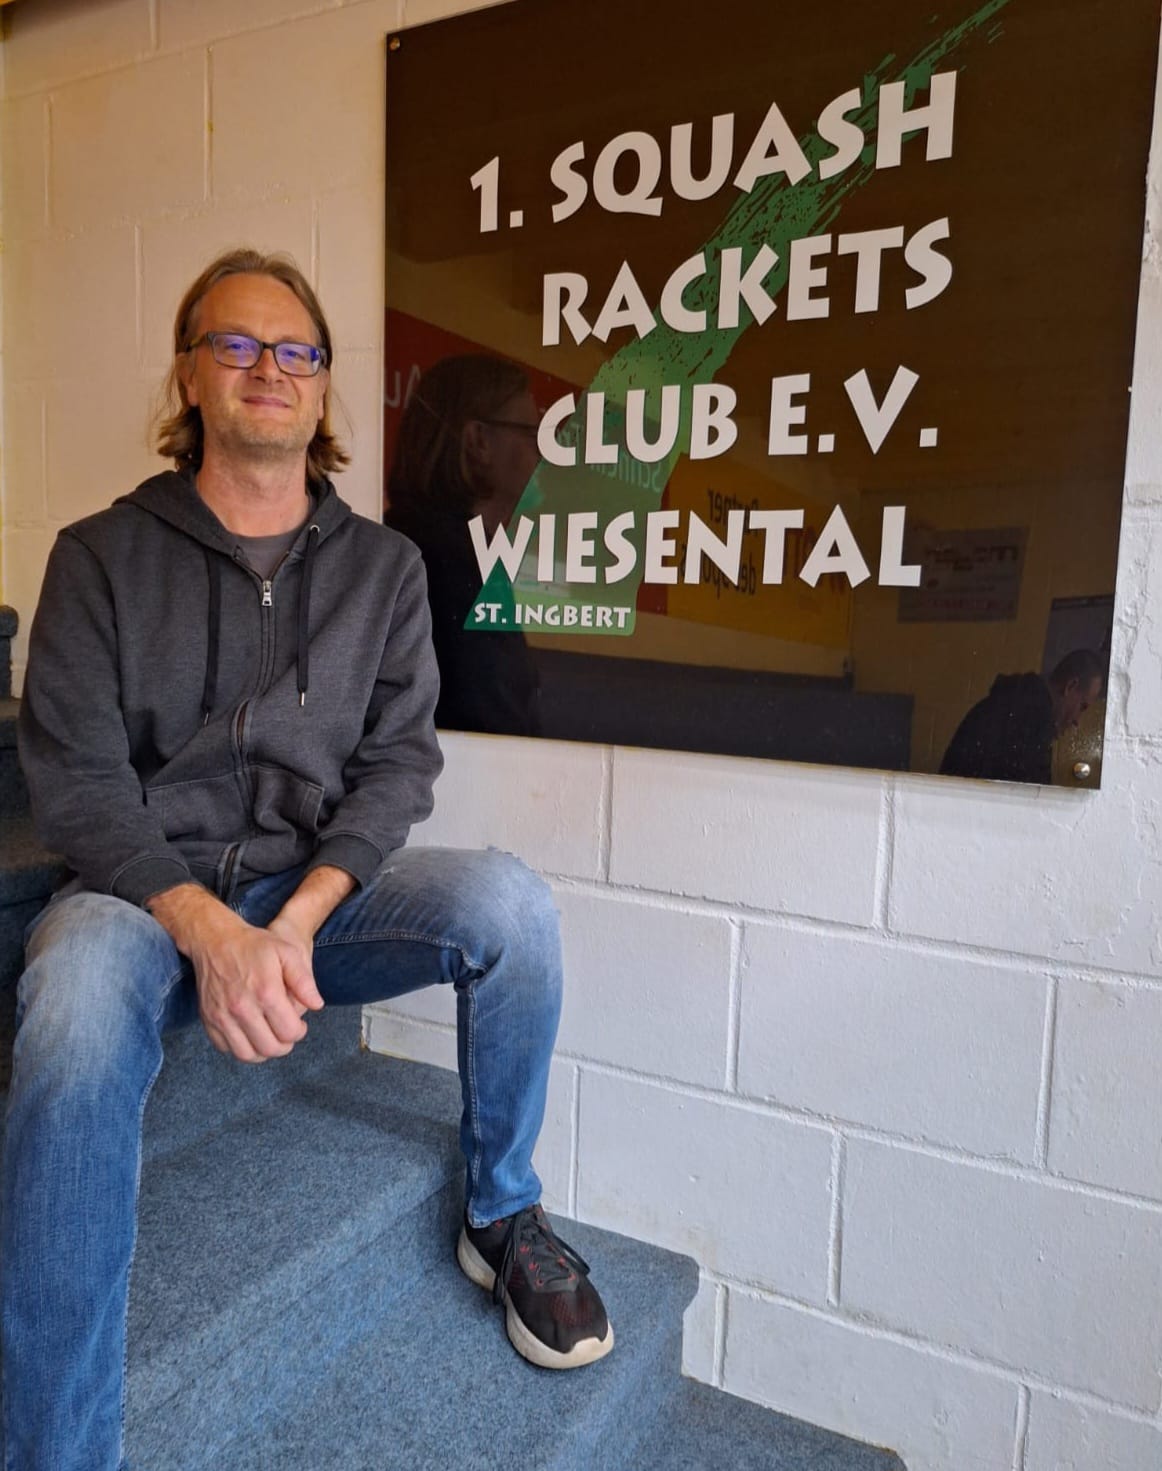 1. SQUASH
RACKETS
CLUB E.V.
WIESENTAL
ST. INGBERT